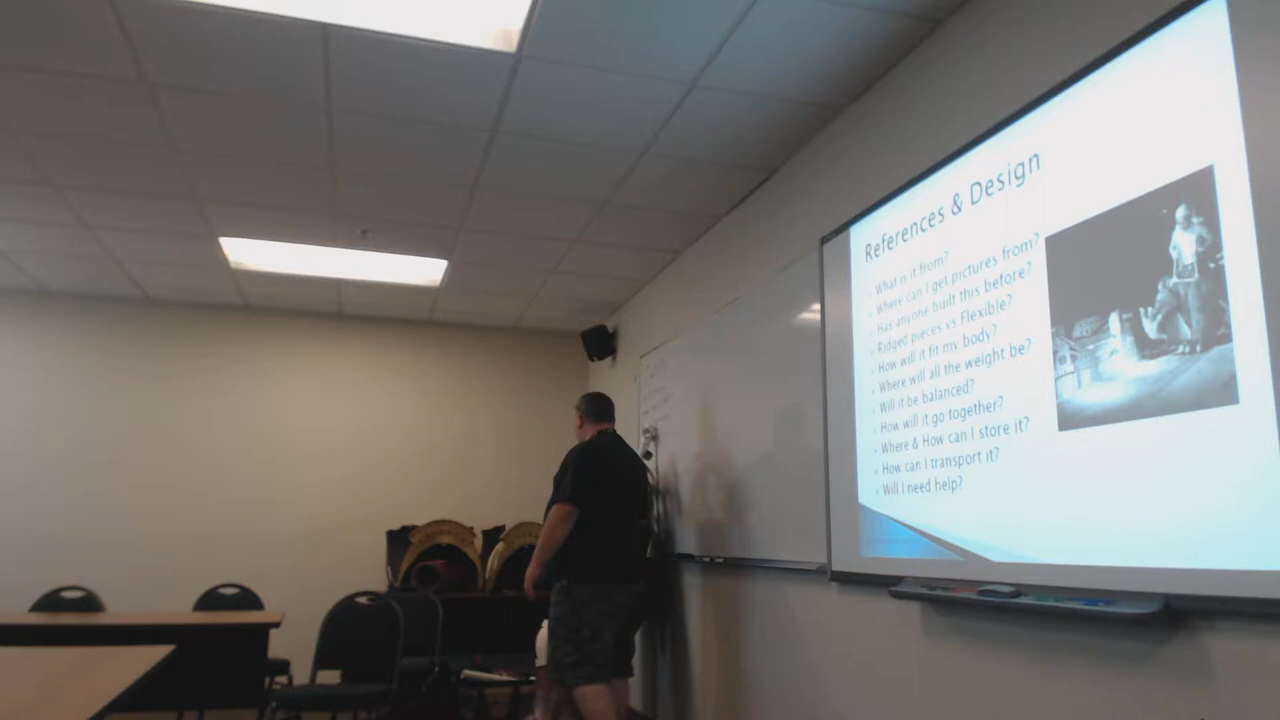 References & Design
What is it from?
Where can I get pictures from?
Has anyone built this before?
Ridged pieces vs Flexible?
How will it fit my body?
Where will all the weight be?
Will it be balanced?
How will it go together?
Where & How can I store it?
How can I transport it?
Will I need help?